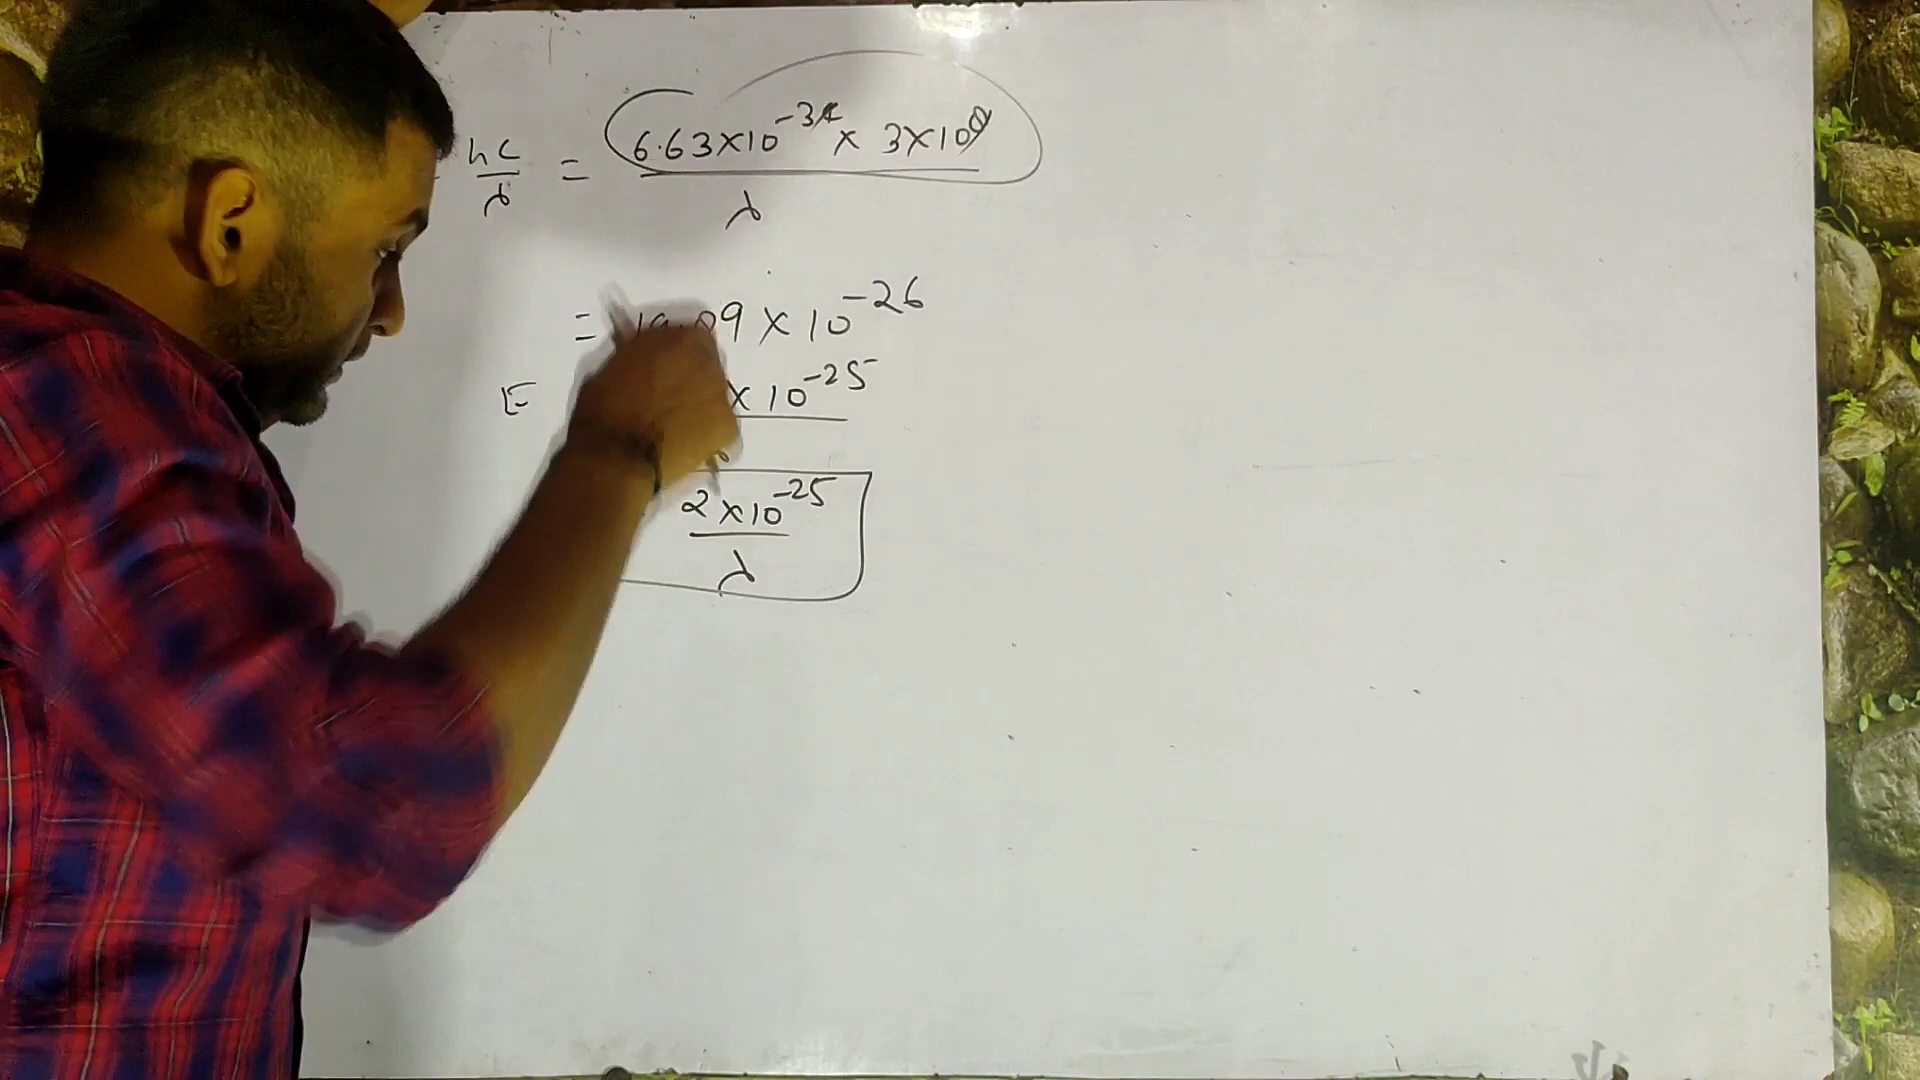 hc/λ = 6.63×10⁻³⁴ × 3×10⁸/λ
= 19.89 × 10⁻²⁶
E × 10⁻²⁵
2×10⁻²⁵/λ